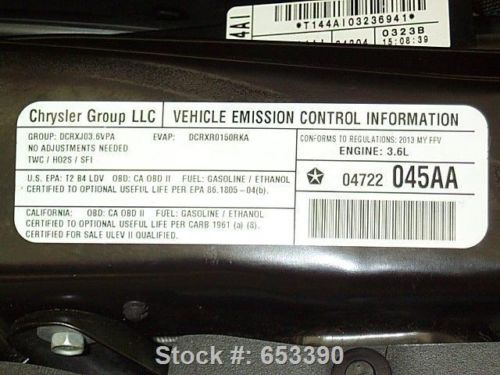 *T144AI03236941*
0323B
15:08:39
Chrysler Group LLC
VEHICLE EMISSION CONTROL INFORMATION
GROUP: DCRXJ03.6VPA EVAP: DCRXR0150RKA
NO ADJUSTMENTS NEEDED
TWC / HO2S / SFI
CONFORMS TO REGULATIONS: 2013 MY FFV
ENGINE: 3.6L
U.S. EPA: T2 B4 LDV OBD: CA OBD II FUEL: GASOLINE / ETHANOL
CERTIFIED TO OPTIONAL USEFUL LIFE PER EPA 86.1805-04(b).
04722 045AA
CALIFORNIA: OBD: CA OBD II FUEL: GASOLINE / ETHANOL
CERTIFIED TO OPTIONAL USEFUL LIFE PER CARB 1961 (a) (8).
CERTIFIED FOR SALE ULEV II QUALIFIED.
Stock #: 653390